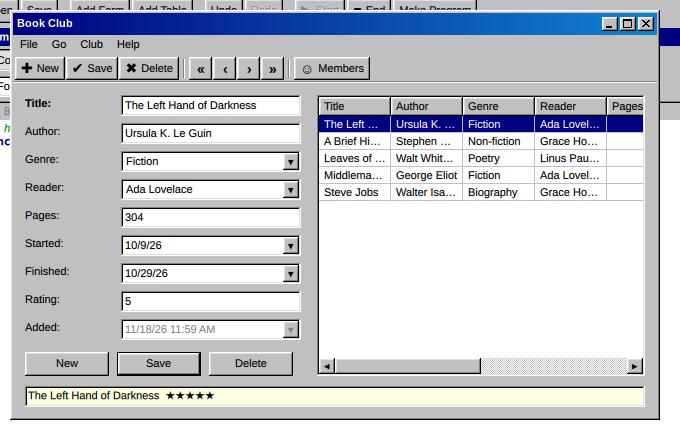 Save Add Form Add Table Undo Redo Start End Make Program
Book Club
File Go Club Help
New Save Delete « ‹ › » Members
Title: The Left Hand of Darkness
Author: Ursula K. Le Guin
Genre: Fiction
Reader: Ada Lovelace
Pages: 304
Started: 10/9/26
Finished: 10/29/26
Rating: 5
Added: 11/18/26 11:59 AM
New Save Delete
Title Author Genre Reader Pages
The Left ... Ursula K. ... Fiction Ada Lovel...
A Brief Hi... Stephen ... Non-fiction Grace Ho...
Leaves of ... Walt Whit... Poetry Linus Pau...
Middlema... George Eliot Fiction Ada Lovel...
Steve Jobs Walter Isa... Biography Grace Ho...
The Left Hand of Darkness ★★★★★